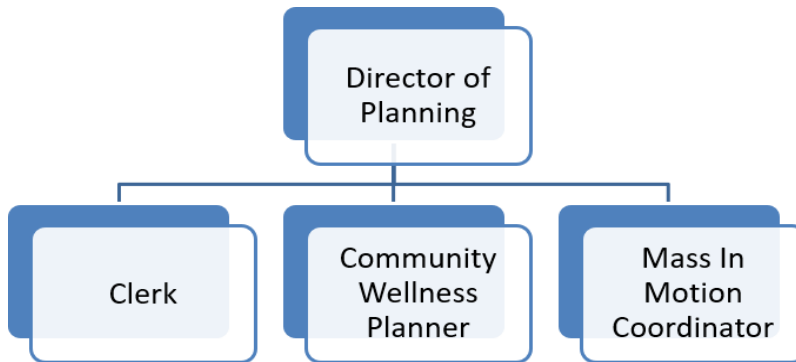 Director of
Planning
Clerk
Community
Wellness
Planner
Mass In
Motion
Coordinator